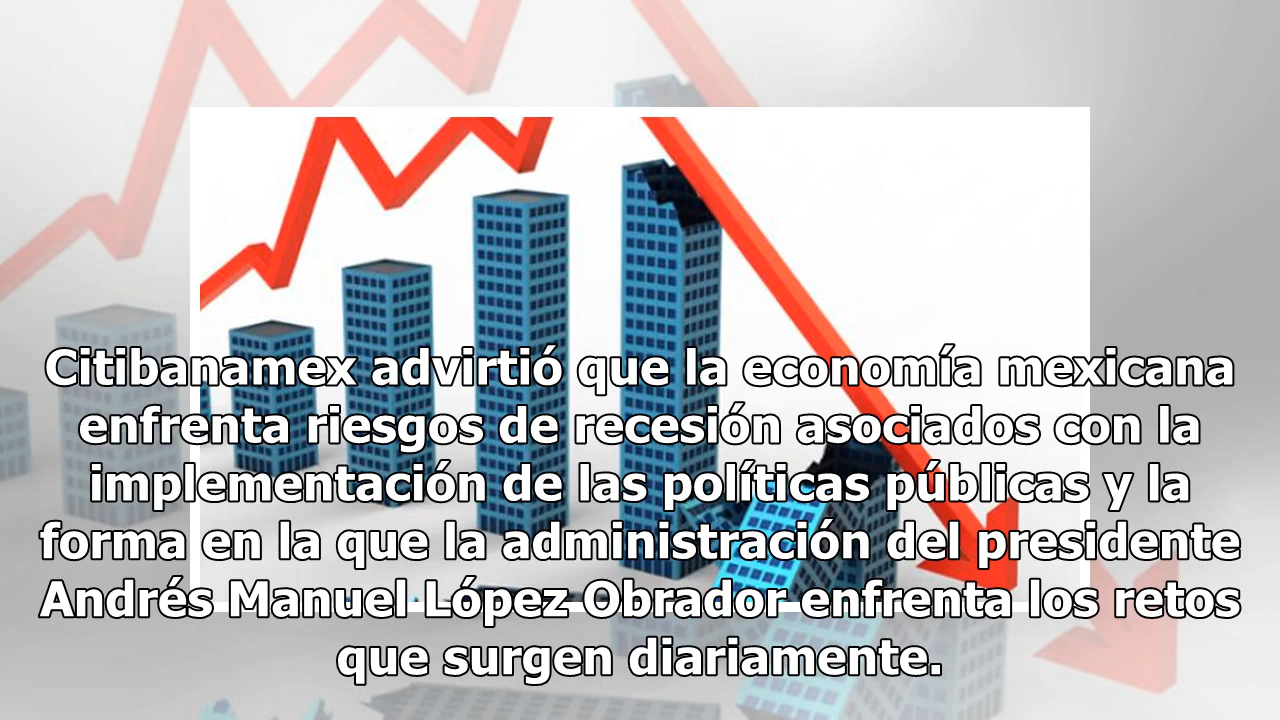 Citibanamex advirtió que la economía mexicana
enfrenta riesgos de recesión asociados con la
implementación de las políticas públicas y la
forma en la que la administración del presidente
Andrés Manuel López Obrador enfrenta los retos
que surgen diariamente.